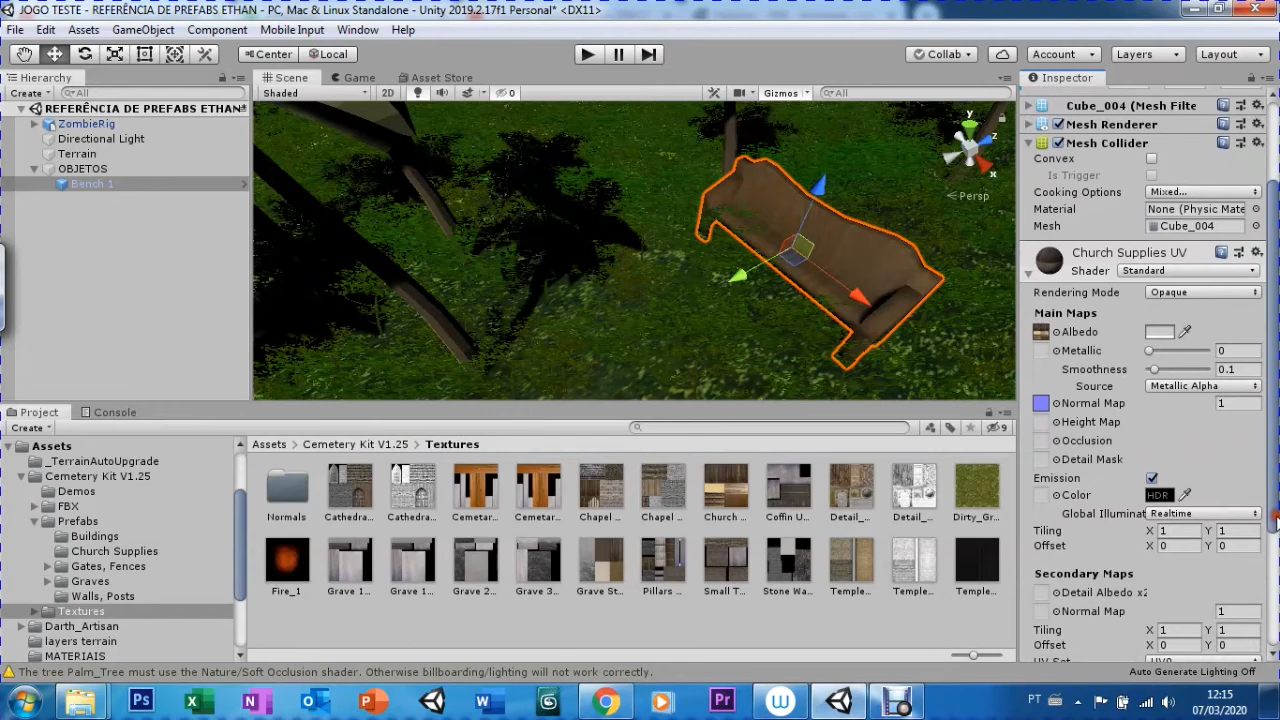 JOGO TESTE - REFERÊNCIA DE PREFABS ETHAN - PC, Mac & Linux Standalone - Unity 2019.2.17f1 Personal* <DX11>
File Edit Assets GameObject Component Mobile Input Window Help
Center Local Collab Account Layers Layout
Hierarchy
Create All
REFERÊNCIA DE PREFABS ETHAN
ZombieRig
Directional Light
Terrain
OBJETOS
Bench 1
Scene Game Asset Store
Shaded 2D 0 Gizmos All
y
z
x
Persp
Inspector
Cube_004 (Mesh Filte
Mesh Renderer
Mesh Collider
Convex
Is Trigger
Cooking Options Mixed...
Material None (Physic Mate
Mesh Cube_004
Church Supplies UV
Shader Standard
Rendering Mode Opaque
Main Maps
Albedo
Metallic 0
Smoothness 0.1
Source Metallic Alpha
Normal Map 1
Height Map
Occlusion
Detail Mask
Emission
Color HDR
Global Illuminat Realtime
Tiling X 1 Y 1
Offset X 0 Y 0
Secondary Maps
Detail Albedo x2
Normal Map 1
Tiling X 1 Y 1
Offset X 0 Y 0
UV Set UV0
Project Console
Create 9
Assets
_TerrainAutoUpgrade
Cemetery Kit V1.25
Demos
FBX
Prefabs
Buildings
Church Supplies
Gates, Fences
Graves
Walls, Posts
Textures
Darth_Artisan
layers terrain
MATERIAIS
Assets Cemetery Kit V1.25 Textures
Normals Cathedra... Cathedra... Cemetar... Cemetar... Chapel ... Chapel ... Church ... Coffin U... Detail_... Detail_... Dirty_Gr...
Fire_1 Grave 1... Grave 1... Grave 2... Grave 3... Grave St... Pillars ... Small T... Stone Wa... Temple... Temple... Temple...
The tree Palm_Tree must use the Nature/Soft Occlusion shader. Otherwise billboarding/lighting will not work correctly.
Auto Generate Lighting Off
Ps N W Pr
PT
12:15
07/03/2020